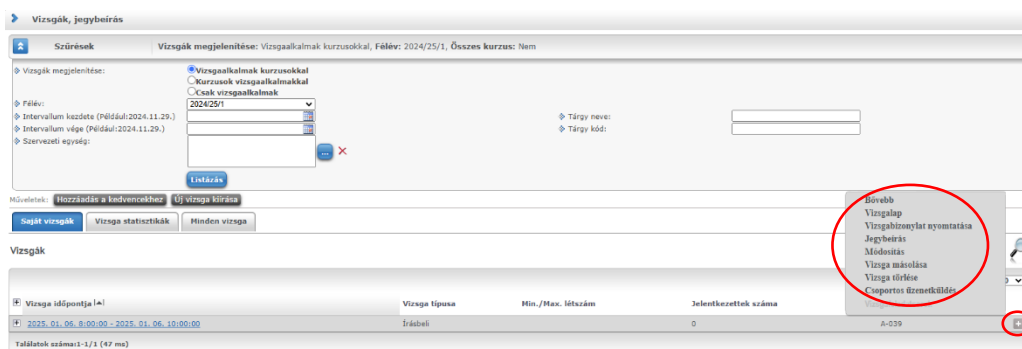 Vizsgák, jegybeírás
Szűrések Vizsgák megjelenítése: Vizsgaalkalmak kurzusokkal, Félév: 2024/25/1, Összes kurzus: Nem
Vizsgák megjelenítése: Vizsgaalkalmak kurzusokkal
Kurzusok vizsgaalkalmakkal
Csak vizsgaalkalmak
Félév: 2024/25/1
Intervallum kezdete (Például:2024.11.29.) Tárgy neve:
Intervallum vége (Például:2024.11.29.) Tárgy kód:
Szervezeti egység: ...
Listázás
Műveletek: Hozzáadás a kedvencekhez Új vizsga kiírása
Saját vizsgák Vizsga statisztikák Minden vizsga
Bővebb
Vizsgalap
Vizsgabizonylat nyomtatása
Jegybeírás
Módosítás
Vizsga másolása
Vizsga törlése
Csoportos üzenetküldés
Vizsgák
Vizsga időpontja Vizsga típusa Min./Max. létszám Jelentkezettek száma
2025. 01. 06. 8:00:00 - 2025. 01. 06. 10:00:00 Írásbeli 0 A-039
Találatok száma:1-1/1 (47 ms)